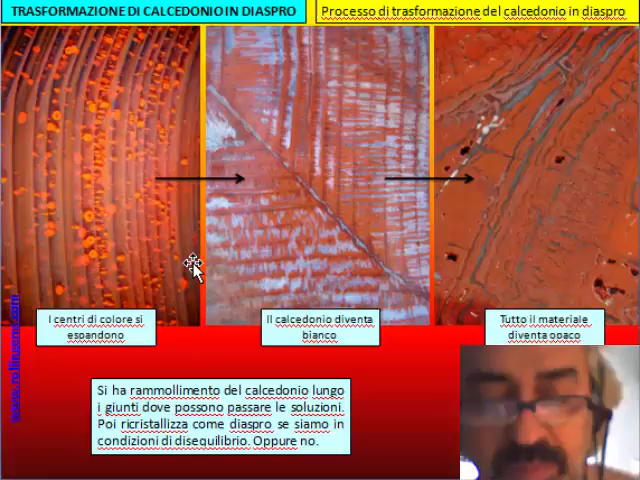 TRASFORMAZIONE DI CALCEDONIO IN DIASPRO
Processo di trasformazione del calcedonio in diaspro
I centri di colore si
espandono
Il calcedonio diventa
bianco
Tutto il materiale
diventa opaco
Si ha rammollimento del calcedonio lungo
i giunti dove possono passare le soluzioni.
Poi ricristallizza come diaspro se siamo in
condizioni di disequilibrio. Oppure no.